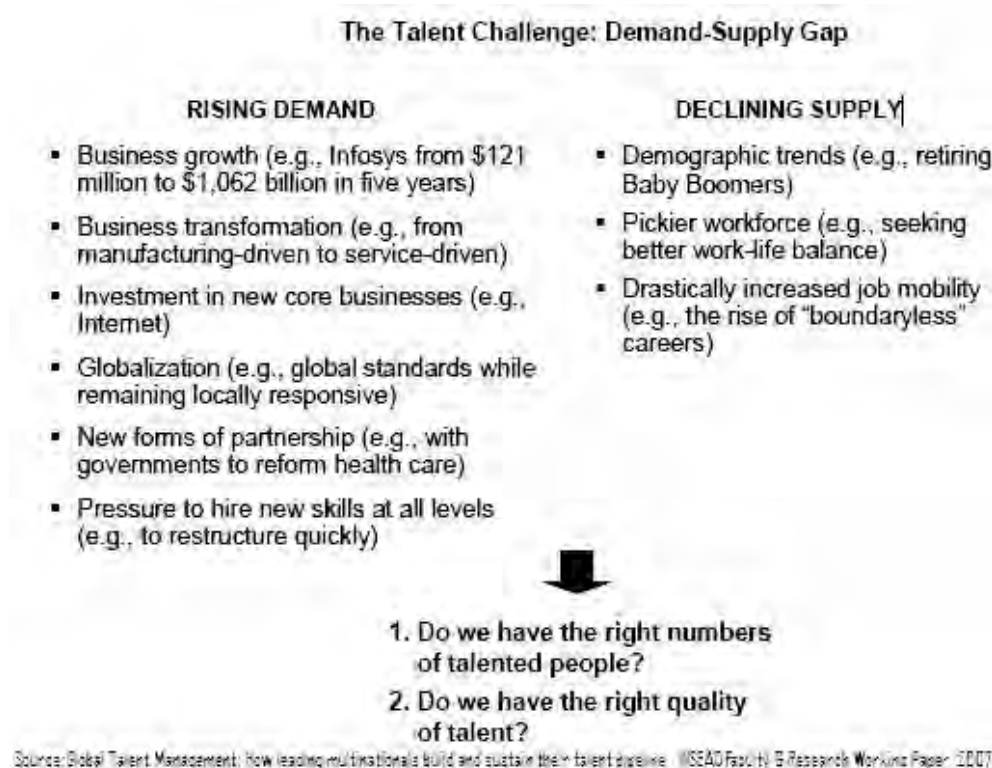 The Talent Challenge: Demand-Supply Gap
RISING DEMAND
▪ Business growth (e.g., Infosys from $121
million to $1,062 billion in five years)
▪ Business transformation (e.g., from
manufacturing-driven to service-driven)
▪ Investment in new core businesses (e.g.,
Internet)
▪ Globalization (e.g., global standards while
remaining locally responsive)
▪ New forms of partnership (e.g., with
governments to reform health care)
▪ Pressure to hire new skills at all levels
(e.g., to restructure quickly)
DECLINING SUPPLY
▪ Demographic trends (e.g., retiring
Baby Boomers)
▪ Pickier workforce (e.g., seeking
better work-life balance)
▪ Drastically increased job mobility
(e.g., the rise of "boundaryless"
careers)
1. Do we have the right numbers
of talented people?
2. Do we have the right quality
of talent?
Source: Global Talent Management: How leading multinationals build and sustain their talent pipeline INSEAD Faculty & Research Working Paper 2007